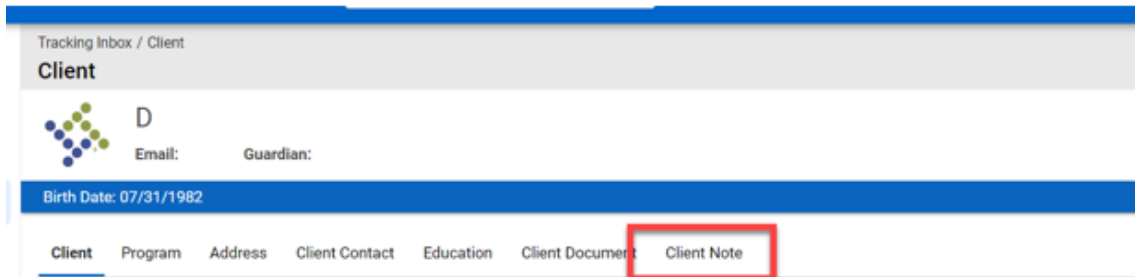 Tracking Inbox / Client
Client
D
Email: Guardian:
Birth Date: 07/31/1982
Client Program Address Client Contact Education Client Document Client Note